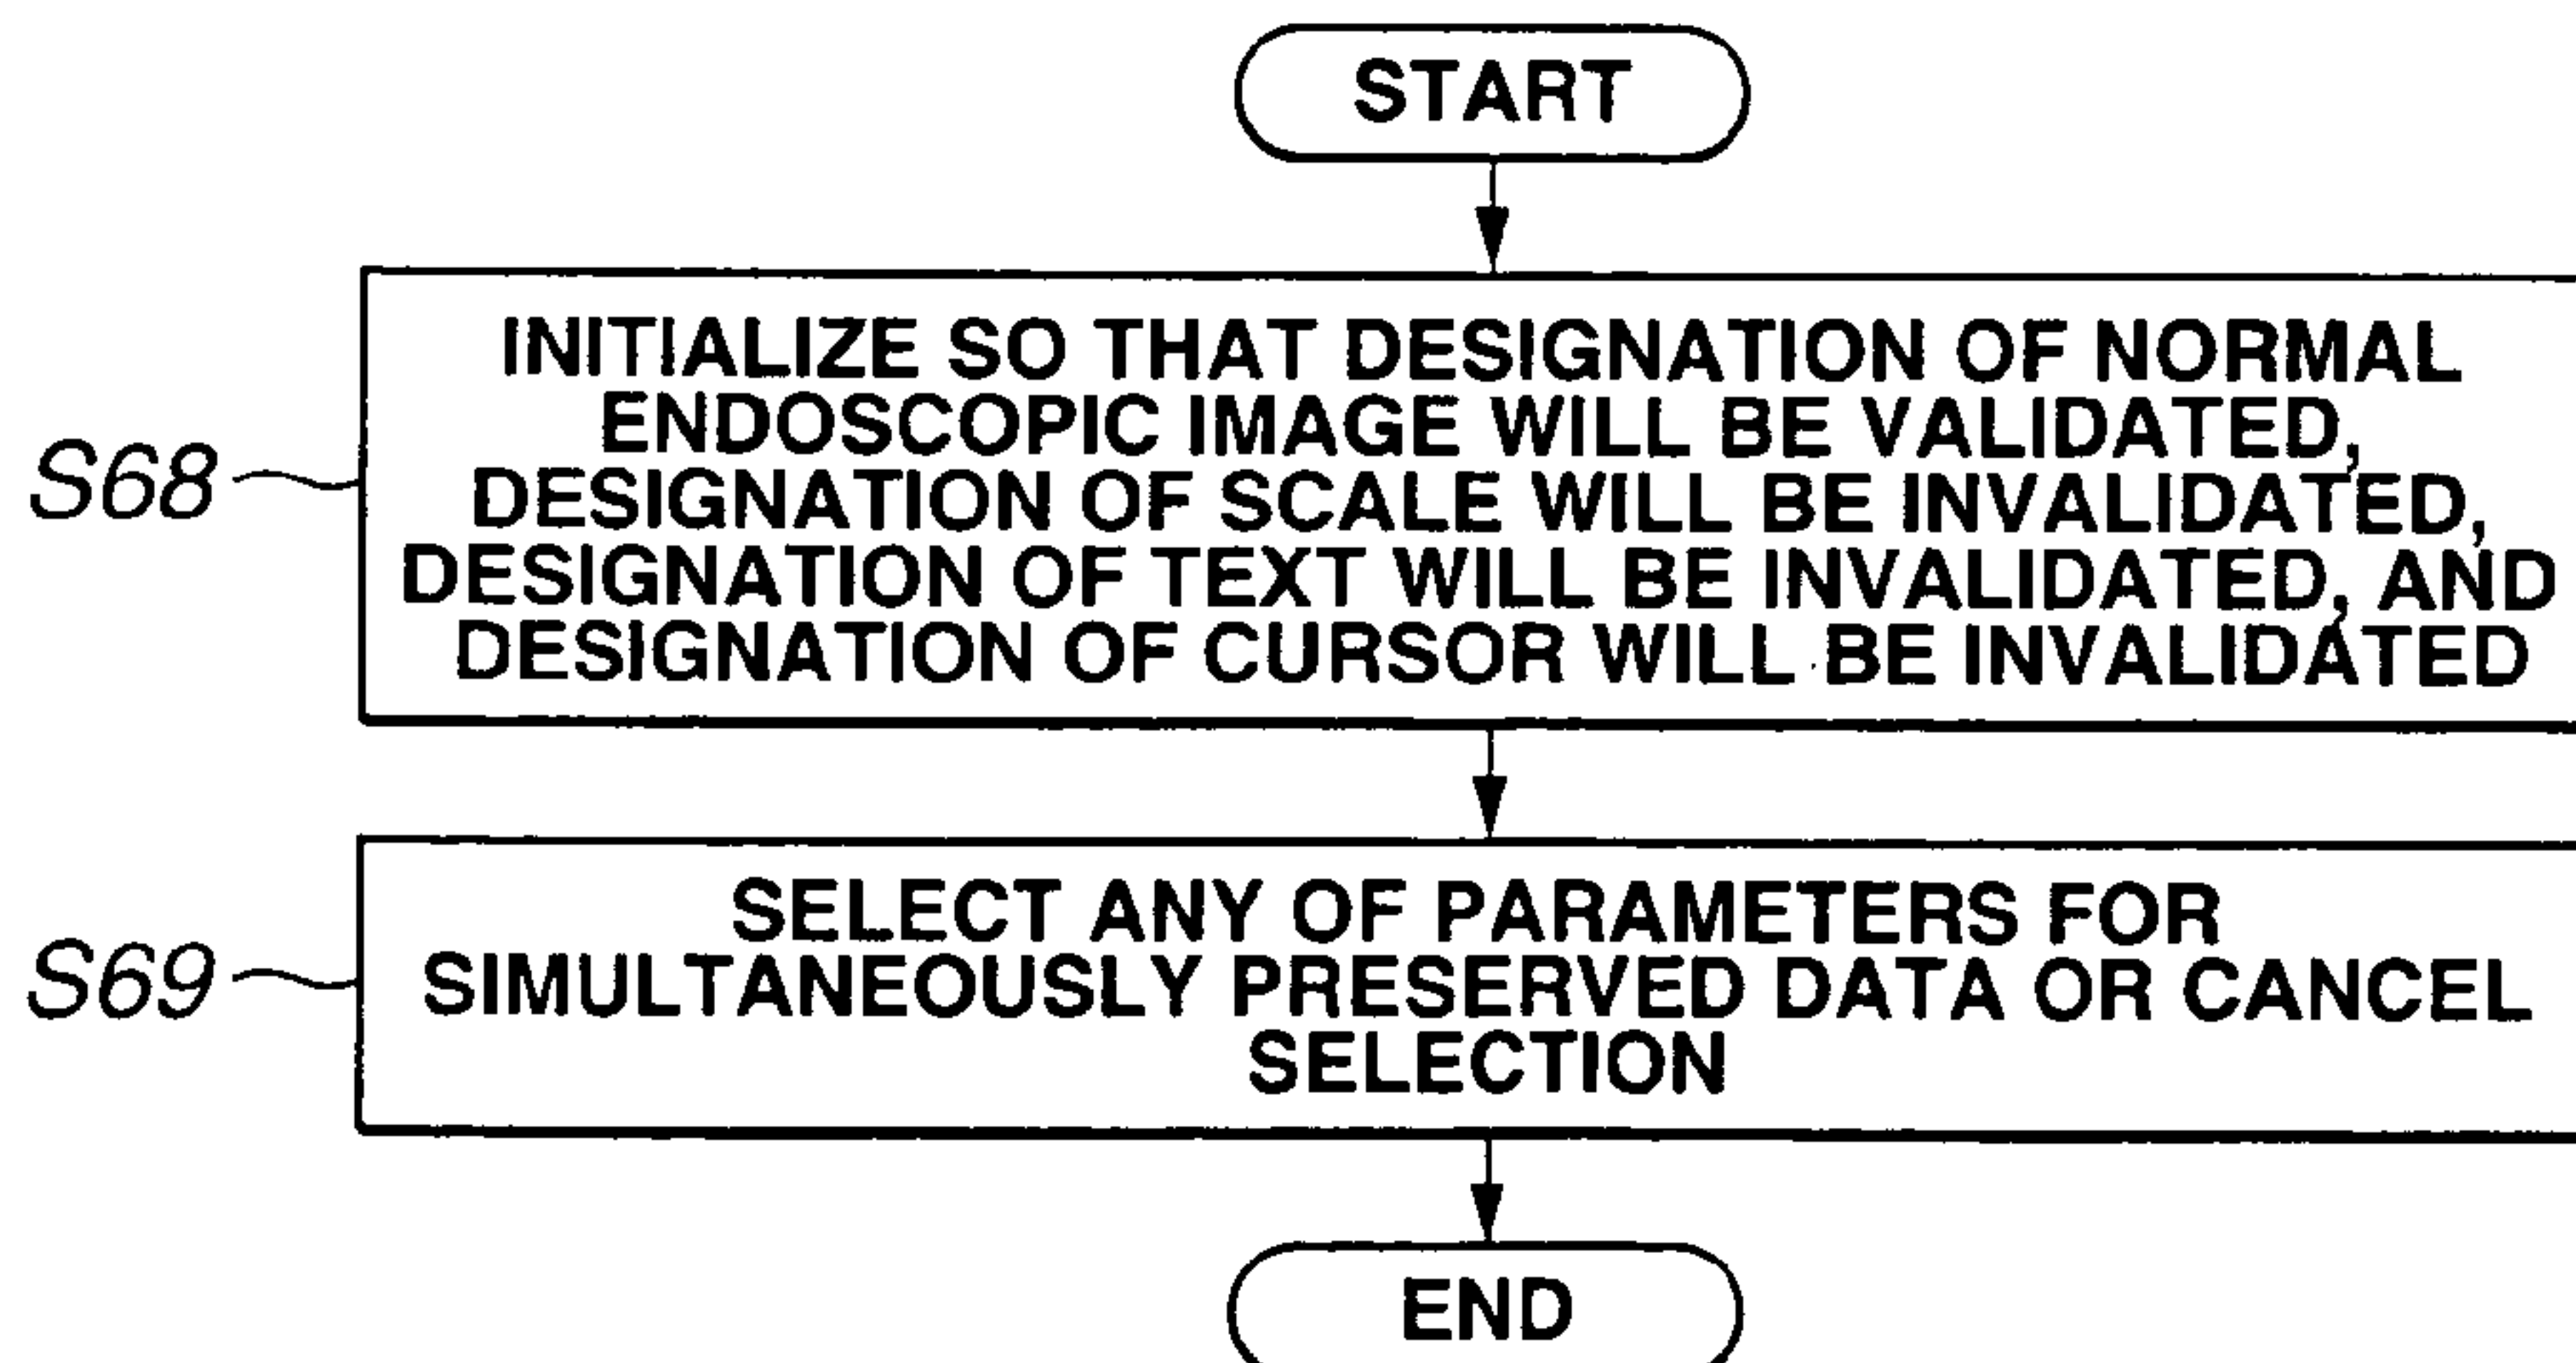 START
S68
INITIALIZE SO THAT DESIGNATION OF NORMAL
ENDOSCOPIC IMAGE WILL BE VALIDATED,
DESIGNATION OF SCALE WILL BE INVALIDATED,
DESIGNATION OF TEXT WILL BE INVALIDATED, AND
DESIGNATION OF CURSOR WILL BE INVALIDATED
S69
SELECT ANY OF PARAMETERS FOR
SIMULTANEOUSLY PRESERVED DATA OR CANCEL
SELECTION
END